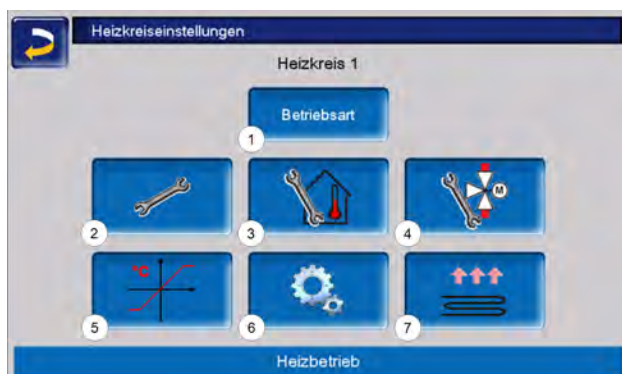 Heizkreiseinstellungen
Heizkreis 1
Betriebsart
1
2
3
M
4
°C
5
6
7
Heizbetrieb